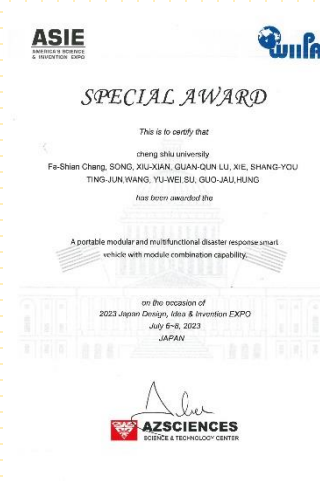 ASIE
AMERICA'S SCIENCE
& INVENTION EXPO
WIIPA
SPECIAL AWARD
This is to certify that
cheng shiu university
Fa-Shian Chang, SONG, XIU-XIAN, GUAN-QUN LU, XIE, SHANG-YOU
TING-JUN,WANG, YU-WEI,SU, GUO-JAU,HUNG
has been awarded the
A portable modular and multifunctional disaster response smart
vehicle with module combination capability.
on the occasion of
2023 Japan Design, Idea & Invention EXPO
July 6~8, 2023
JAPAN
AZSCIENCES
SCIENCE & TECHNOLOGY CENTER